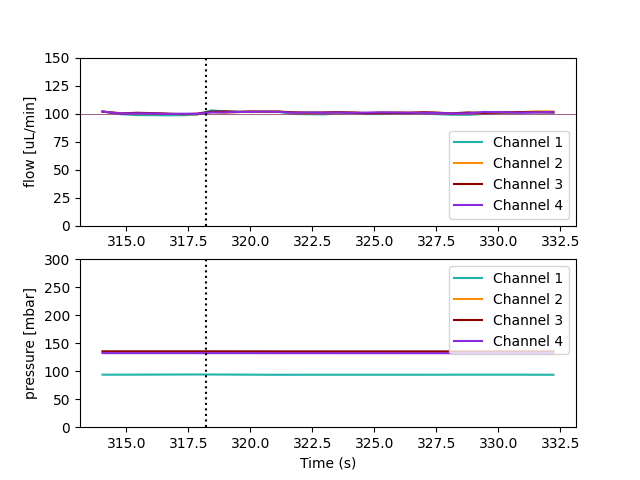 150
125
100
75
50
25
0
flow [uL/min]
Channel 1
Channel 2
Channel 3
Channel 4
315.0 317.5 320.0 322.5 325.0 327.5 330.0 332.5
300
250
200
150
100
50
0
pressure [mbar]
Channel 1
Channel 2
Channel 3
Channel 4
315.0 317.5 320.0 322.5 325.0 327.5 330.0 332.5
Time (s)